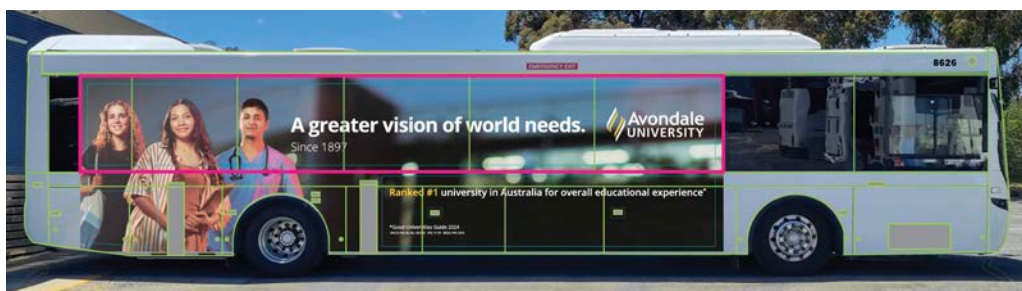 EMERGENCY EXIT
8626
A greater vision of world needs.
Since 1897
Avondale
UNIVERSITY
Ranked #1 university in Australia for overall educational experience*
*Good Universities Guide 2024